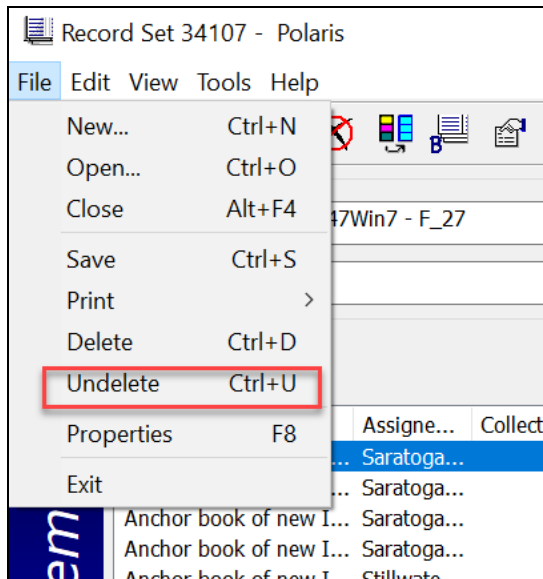 Record Set 34107 - Polaris
File Edit View Tools Help
New... Ctrl+N
Open... Ctrl+O
Close Alt+F4
47Win7 - F_27
Save Ctrl+S
Print >
Delete Ctrl+D
Undelete Ctrl+U
Properties F8
Assigne... Collect
... Saratoga...
Exit
... Saratoga...
Anchor book of new I... Saratoga...
Anchor book of new I... Saratoga...
Anchor book of new I... Stillwate...
em
B